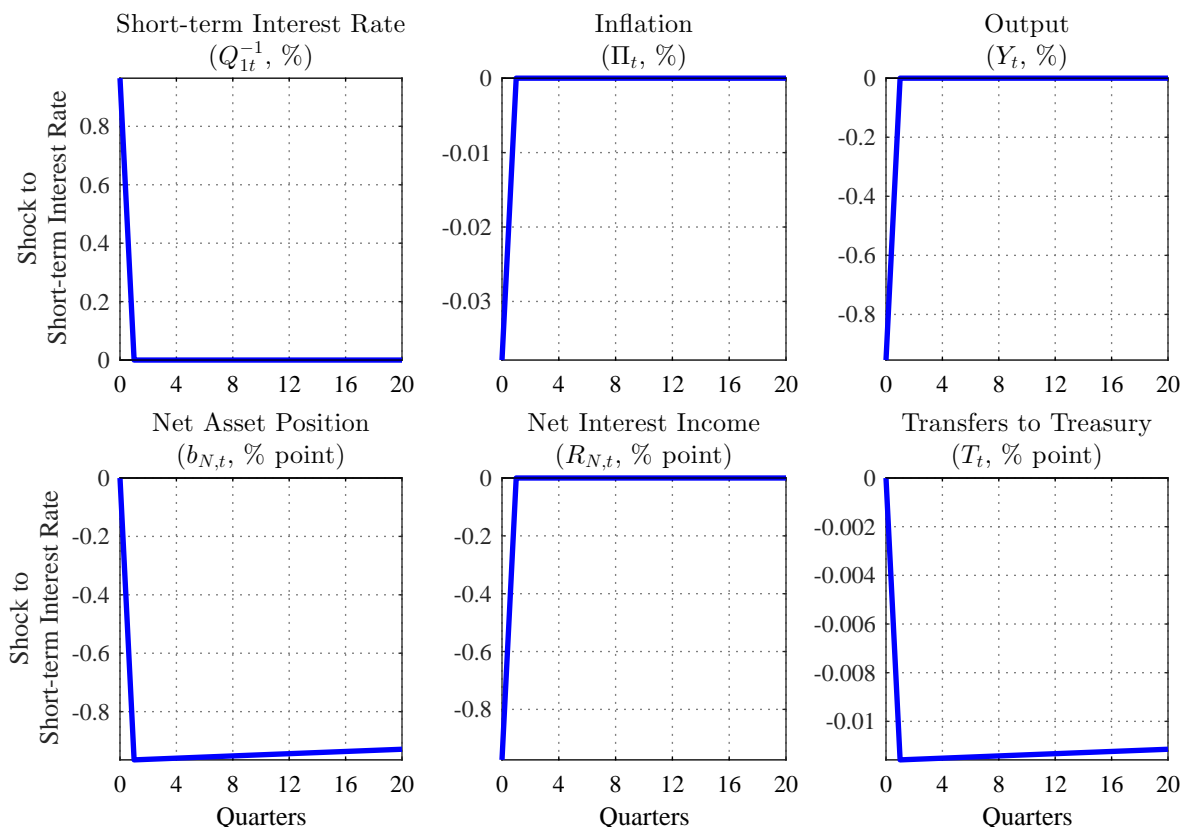 Short-term Interest Rate
(Q_{1t}^{-1}, %)
Inflation
(Π_t, %)
Output
(Y_t, %)
Shock to
Short-term Interest Rate
0.8
0.6
0.4
0.2
0
0 4 8 12 16 20
0
-0.01
-0.02
-0.03
0 4 8 12 16 20
0
-0.2
-0.4
-0.6
-0.8
0 4 8 12 16 20
Net Asset Position
(b_{N,t}, % point)
Net Interest Income
(R_{N,t}, % point)
Transfers to Treasury
(T_t, % point)
Shock to
Short-term Interest Rate
0
-0.2
-0.4
-0.6
-0.8
0 4 8 12 16 20
Quarters
0
-0.2
-0.4
-0.6
-0.8
0 4 8 12 16 20
Quarters
0
-0.002
-0.004
-0.006
-0.008
-0.01
0 4 8 12 16 20
Quarters